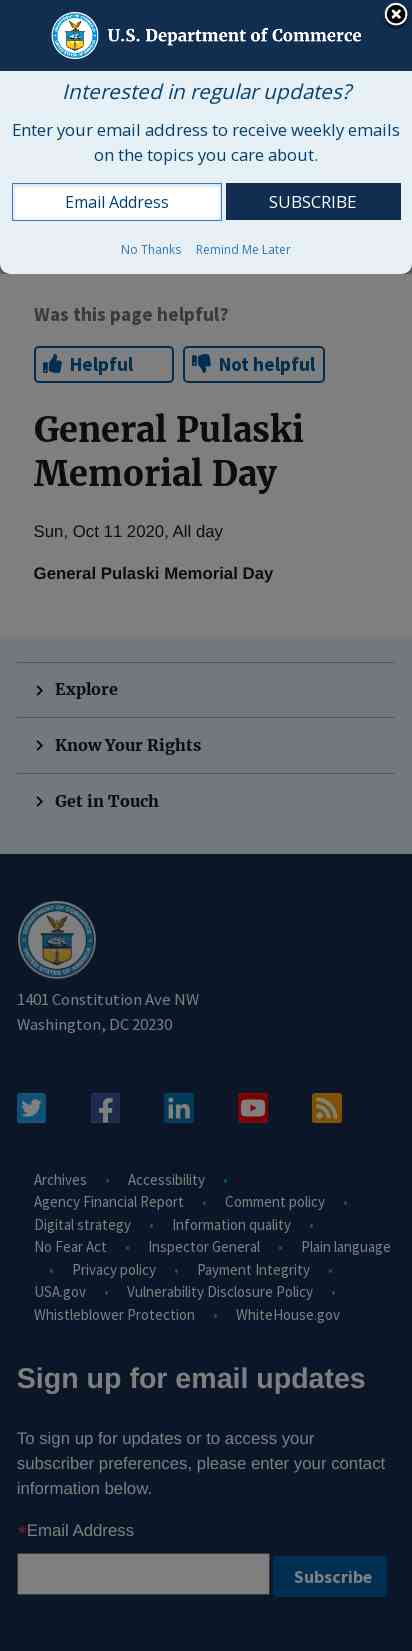 U.S. Department of Commerce
Interested in regular updates?
Enter your email address to receive weekly emails
on the topics you care about.
Email Address SUBSCRIBE
No Thanks Remind Me Later
Was this page helpful?
Helpful Not helpful
General Pulaski
Memorial Day
Sun, Oct 11 2020, All day
General Pulaski Memorial Day
Explore
Know Your Rights
Get in Touch
1401 Constitution Ave NW
Washington, DC 20230
Archives • Accessibility •
Agency Financial Report • Comment policy •
Digital strategy • Information quality •
No Fear Act • Inspector General • Plain language
• Privacy policy • Payment Integrity •
USA.gov • Vulnerability Disclosure Policy •
Whistleblower Protection • WhiteHouse.gov
Sign up for email updates
To sign up for updates or to access your
subscriber preferences, please enter your contact
information below.
*Email Address
Subscribe